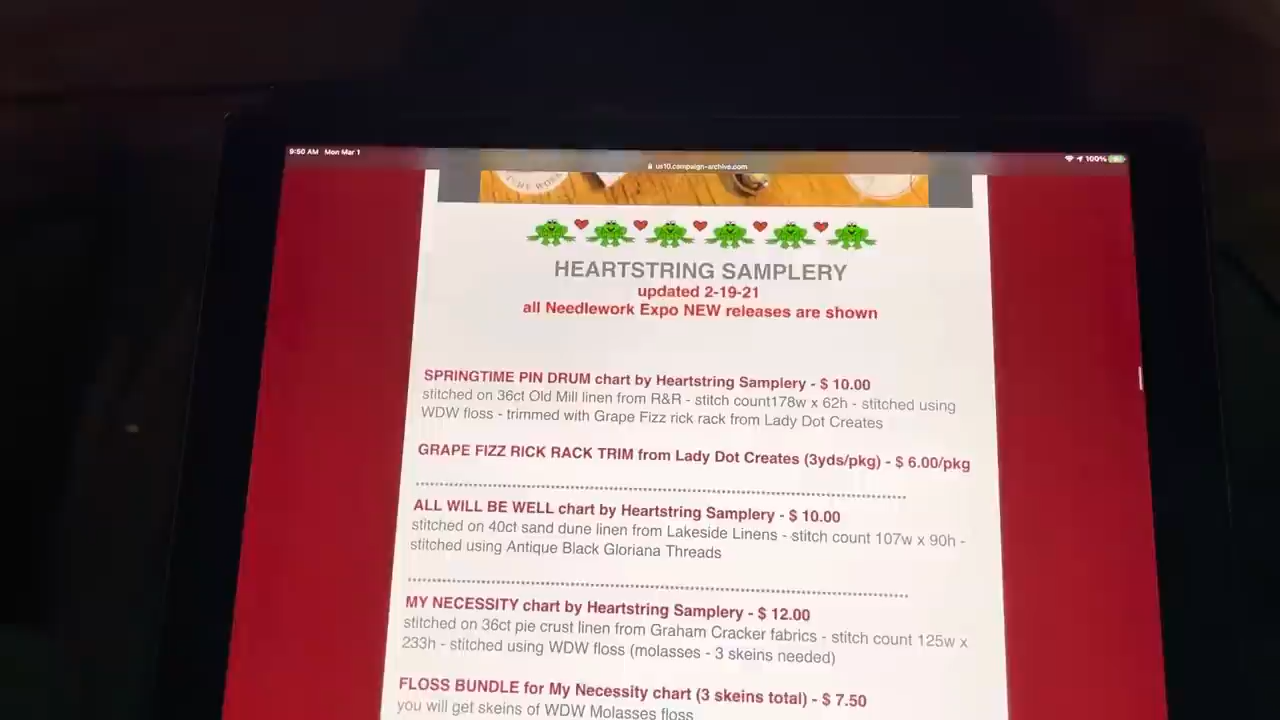 9:50 AM Mon Mar 1
us10.campaign-archive.com
100%
HEARTSTRING SAMPLERY
updated 2-19-21
all Needlework Expo NEW releases are shown
SPRINGTIME PIN DRUM chart by Heartstring Samplery - $ 10.00
stitched on 36ct Old Mill linen from R&R - stitch count178w x 62h - stitched using
WDW floss - trimmed with Grape Fizz rick rack from Lady Dot Creates
GRAPE FIZZ RICK RACK TRIM from Lady Dot Creates (3yds/pkg) - $ 6.00/pkg
ALL WILL BE WELL chart by Heartstring Samplery - $ 10.00
stitched on 40ct sand dune linen from Lakeside Linens - stitch count 107w x 90h -
stitched using Antique Black Gloriana Threads
MY NECESSITY chart by Heartstring Samplery - $ 12.00
stitched on 36ct pie crust linen from Graham Cracker fabrics - stitch count 125w x
233h - stitched using WDW floss (molasses - 3 skeins needed)
FLOSS BUNDLE for My Necessity chart (3 skeins total) - $ 7.50
you will get skeins of WDW Molasses floss